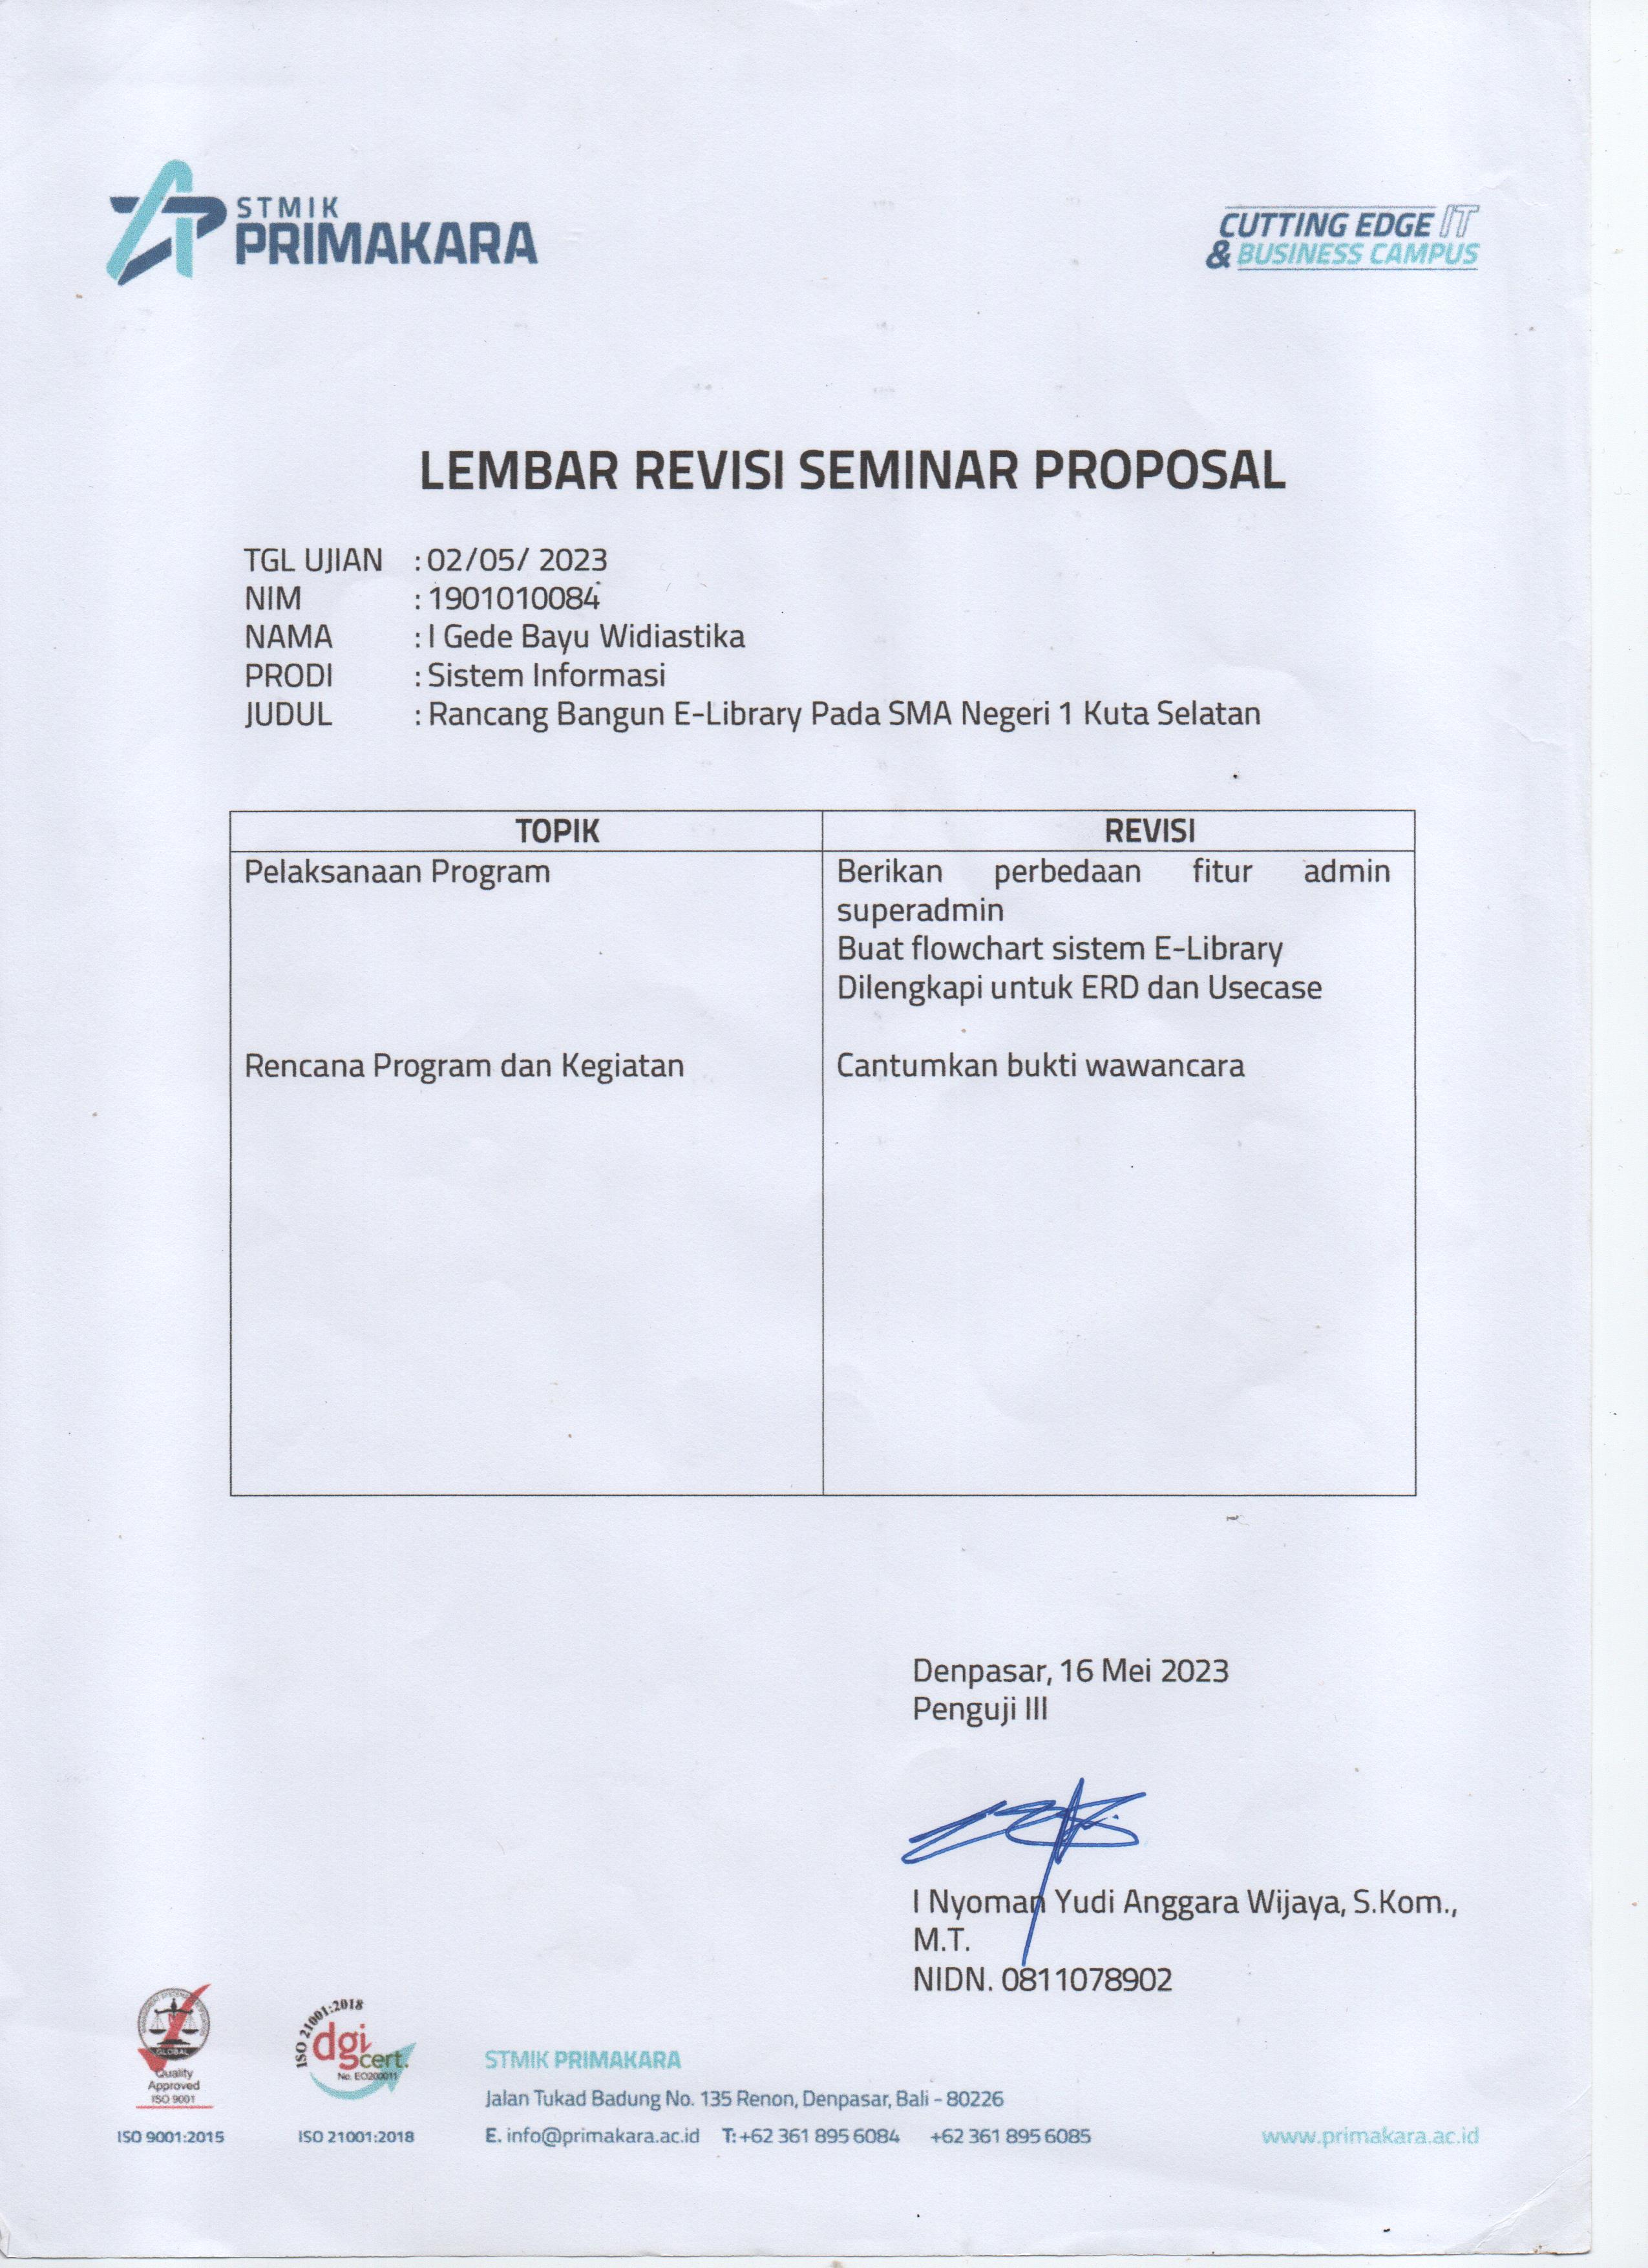 STMIK
PRIMAKARA
CUTTING EDGE IT
& BUSINESS CAMPUS
LEMBAR REVISI SEMINAR PROPOSAL
TGL UJIAN : 02/05/ 2023
NIM : 1901010084
NAMA : I Gede Bayu Widiastika
PRODI : Sistem Informasi
JUDUL : Rancang Bangun E-Library Pada SMA Negeri 1 Kuta Selatan
TOPIK REVISI
Pelaksanaan Program Berikan perbedaan fitur admin
superadmin
Buat flowchart sistem E-Library
Dilengkapi untuk ERD dan Usecase
Rencana Program dan Kegiatan Cantumkan bukti wawancara
Denpasar, 16 Mei 2023
Penguji III
I Nyoman Yudi Anggara Wijaya, S.Kom.,
M.T.
NIDN. 0811078902
GLOBAL
Quality
Approved
ISO 9001
ISO 9001:2015
ISO 21001:2018
dgi
cert.
No. EO200011
ISO 21001:2018
STMIK PRIMAKARA
Jalan Tukad Badung No. 135 Renon, Denpasar, Bali - 80226
E. info@primakara.ac.id T: +62 361 895 6084 +62 361 895 6085
www.primakara.ac.id